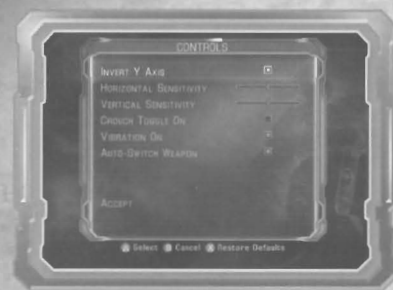 CONTROLS
INVERT Y AXIS
HORIZONTAL SENSITIVITY
VERTICAL SENSITIVITY
CROUCH TOGGLE ON
VIBRATION ON
AUTO-SWITCH WEAPON
ACCEPT
A Select B Cancel X Restore Defaults